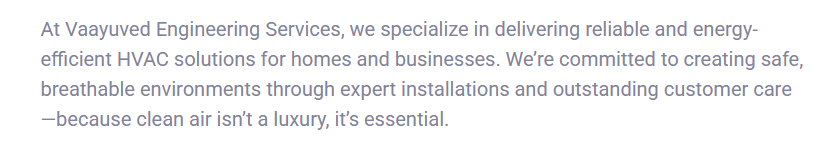 At Vaayuved Engineering Services, we specialize in delivering reliable and energy-
efficient HVAC solutions for homes and businesses. We’re committed to creating safe,
breathable environments through expert installations and outstanding customer care
—because clean air isn’t a luxury, it’s essential.